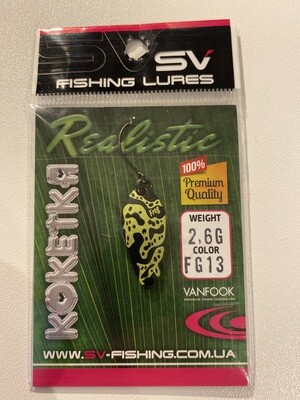 SV
SV
FISHING LURES
Realistic
100%
Premium
Quality
KOKETKA
WEIGHT
2,6G
COLOR
FG13
VANFOOK
WWW.SV-FISHING.COM.UA